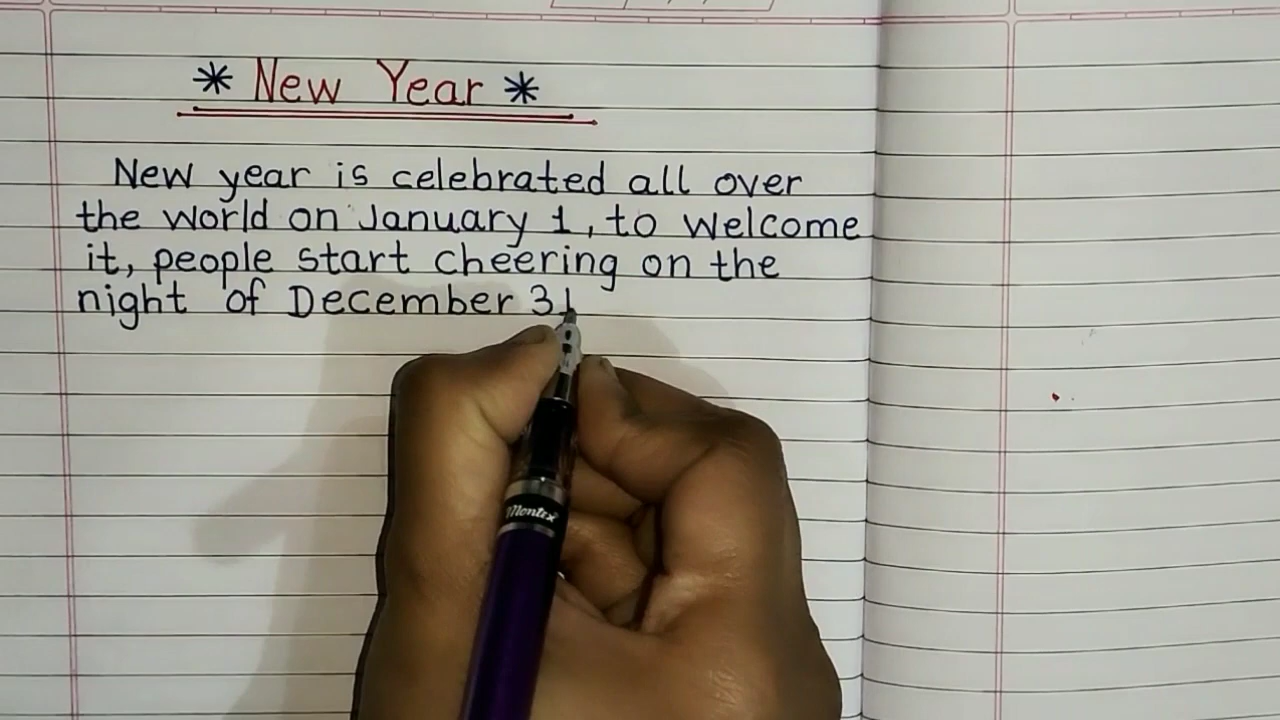 * New Year *
New year is celebrated all over
the world on January 1, to welcome
it, people start cheering on the
night of December 31
Montex